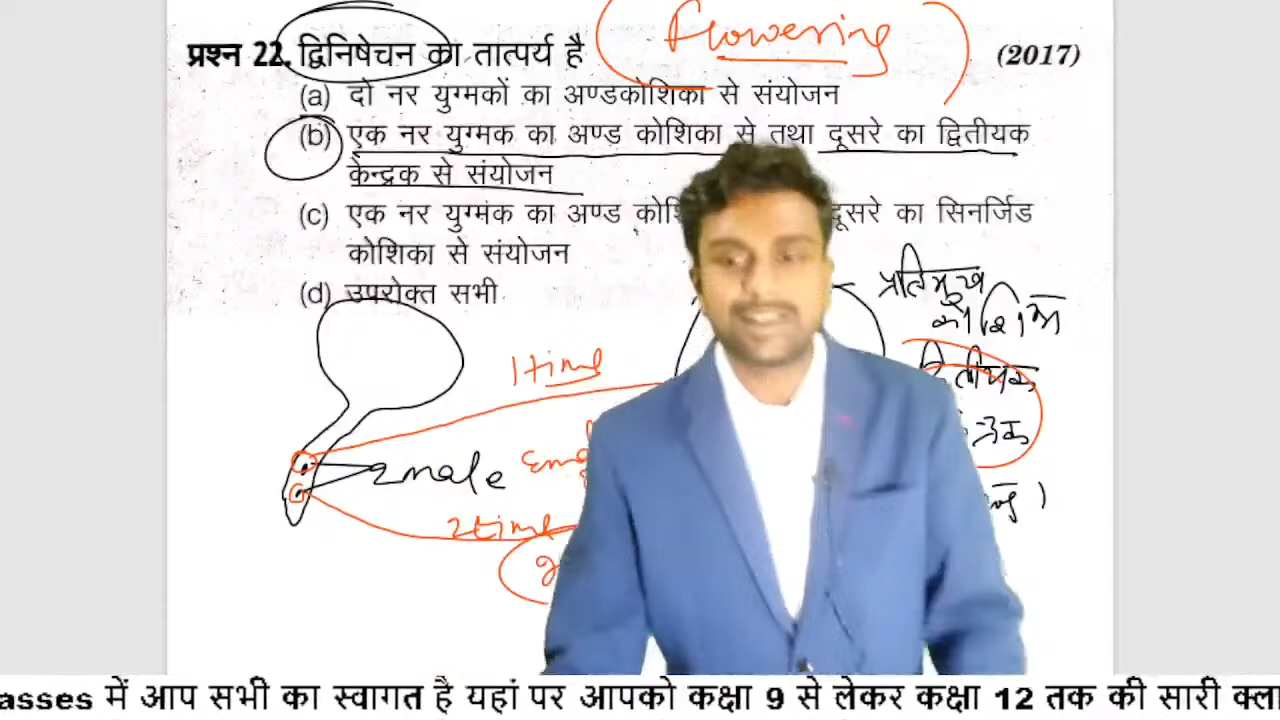 Flowering
प्रश्न 22. द्विनिषेचन का तात्पर्य है (2017)
(a) दो नर युग्मकों का अण्डकोशिका से संयोजन
(b) एक नर युग्मक का अण्ड कोशिका से तथा दूसरे का द्वितीयक
केन्द्रक से संयोजन
(c) एक नर युग्मंक का अण्ड दूसरे का सिनर्जिड
कोशिका से संयोजन
(d) उपरोक्त सभी
प्रतिमुख
1time
2male
2time
asses में आप सभी का स्वागत है यहां पर आपको कक्षा 9 से लेकर कक्षा 12 तक की सारी क्ला